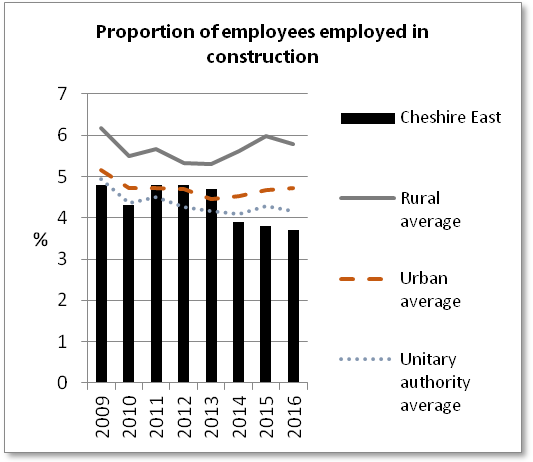 Proportion of employees employed in
construction
7
6
5
4
3
2
1
0
%
2009
2010
2011
2012
2013
2014
2015
2016
Cheshire East
Rural
average
Urban
average
Unitary
authority
average